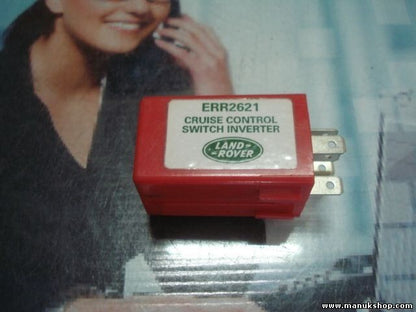 ERR2621
CRUISE CONTROL
SWITCH INVERTER
LAND-
-ROVER
www.manukshop.com